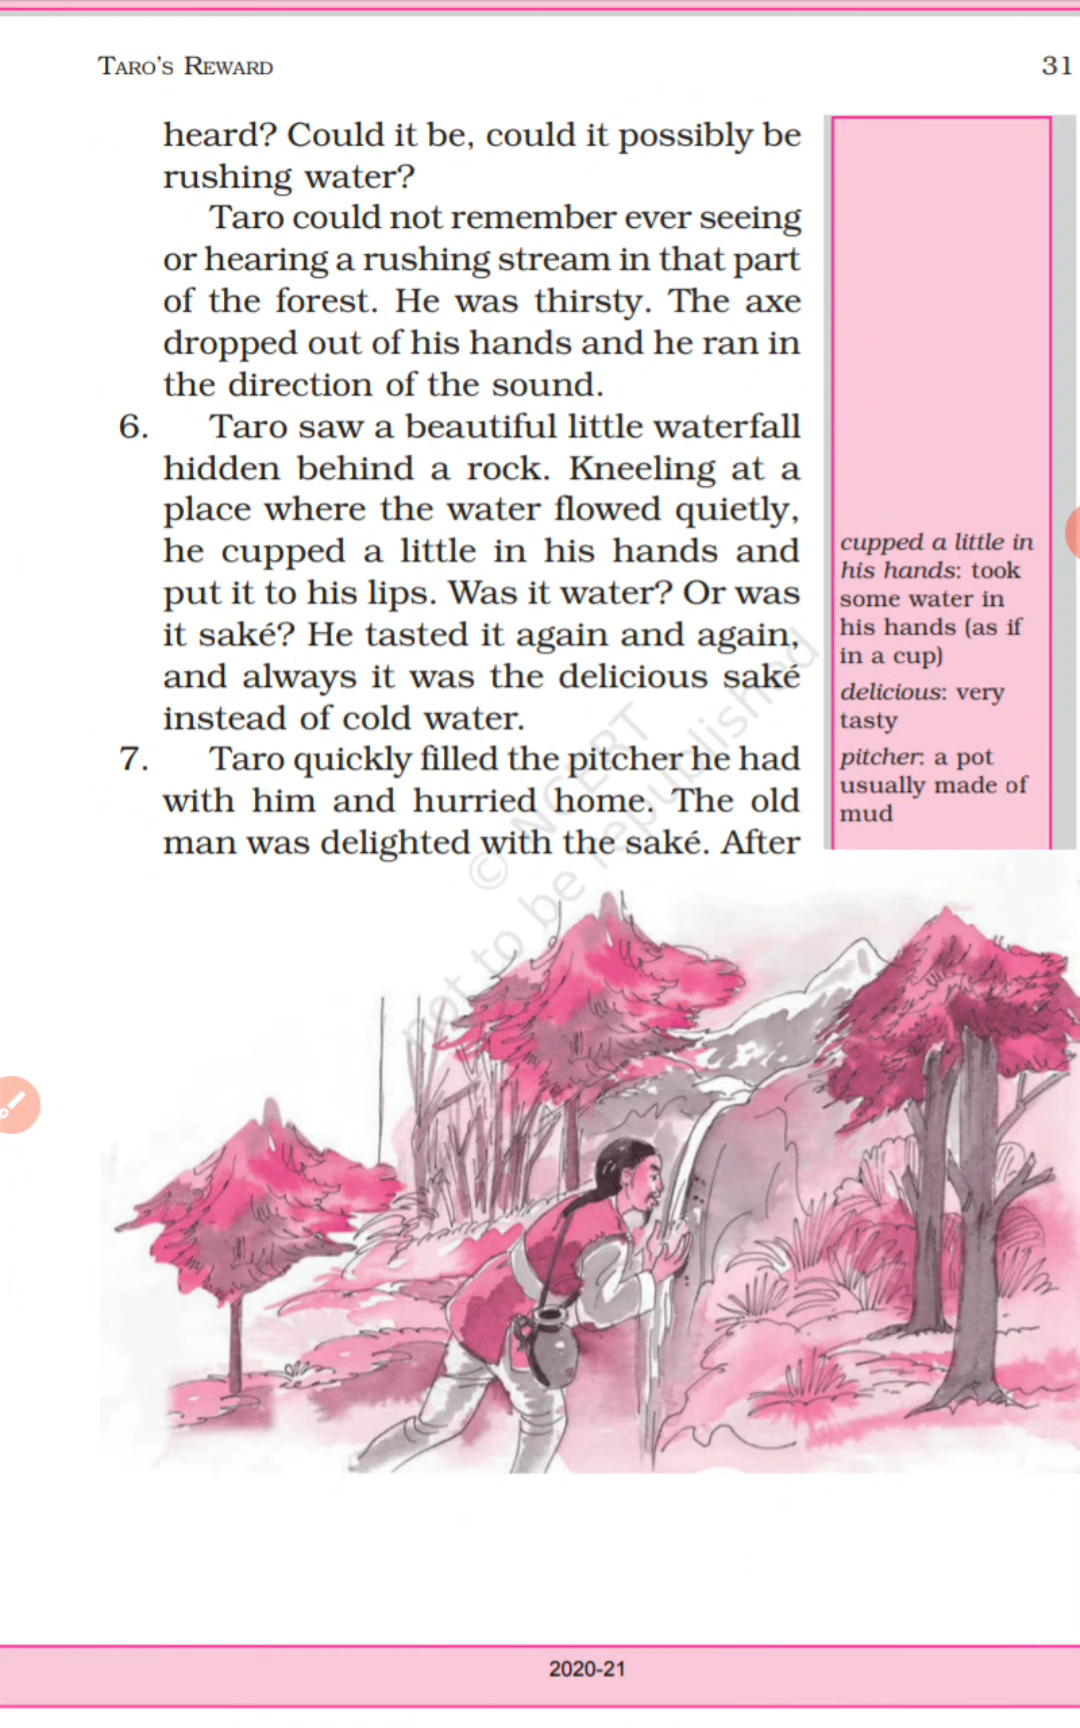 TARO'S REWARD
31
heard? Could it be, could it possibly be
rushing water?
Taro could not remember ever seeing
or hearing a rushing stream in that part
of the forest. He was thirsty. The axe
dropped out of his hands and he ran in
the direction of the sound.
6. Taro saw a beautiful little waterfall
hidden behind a rock. Kneeling at a
place where the water flowed quietly,
he cupped a little in his hands and
put it to his lips. Was it water? Or was
it saké? He tasted it again and again,
and always it was the delicious saké
instead of cold water.
7. Taro quickly filled the pitcher he had
with him and hurried home. The old
man was delighted with the saké. After
cupped a little in
his hands: took
some water in
his hands (as if
in a cup)
delicious: very
tasty
pitcher: a pot
usually made of
mud
© NCERT
not to be republished
2020-21